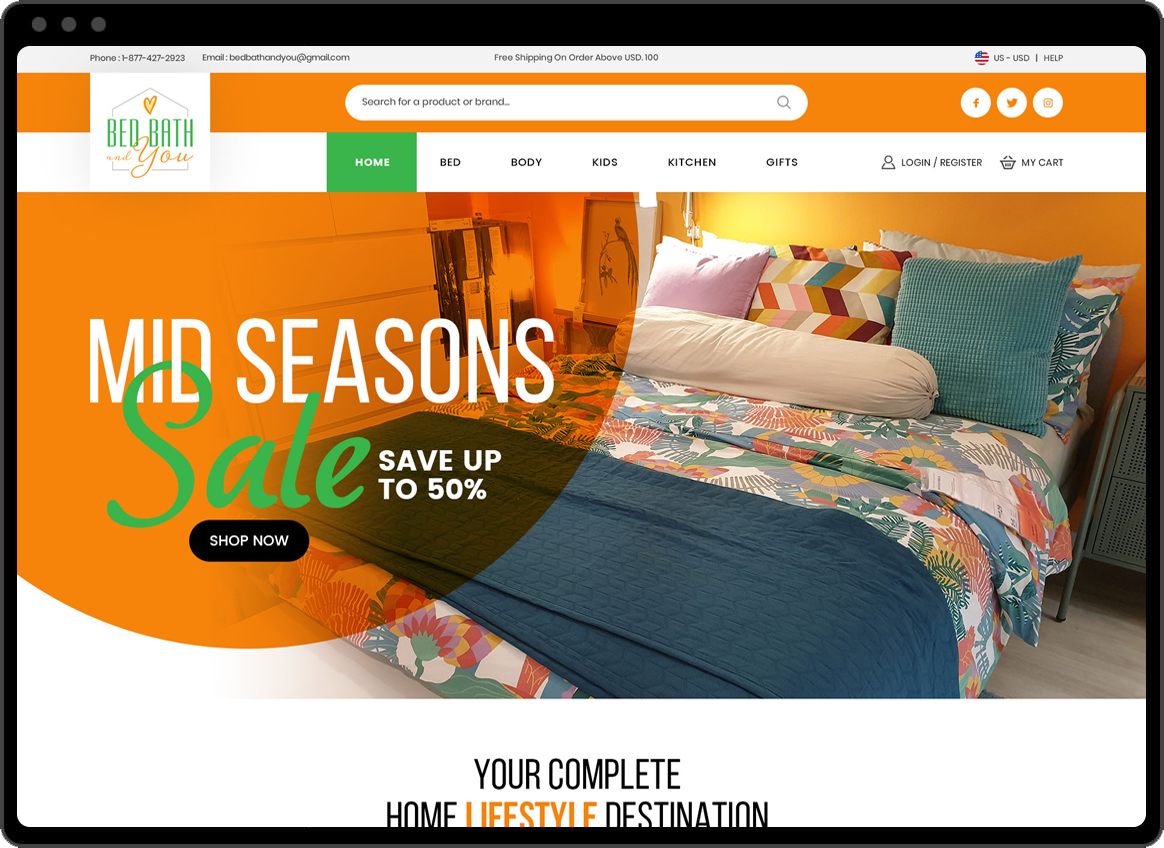 Phone : 1-877-427-2923 Email : bedbathandyou@gmail.com Free Shipping On Order Above USD. 100 US - USD | HELP
BED BATH
and You
Search for a product or brand...
HOME BED BODY KIDS KITCHEN GIFTS LOGIN / REGISTER MY CART
MID SEASONS
Sale
SAVE UP
TO 50%
SHOP NOW
YOUR COMPLETE
HOME LIFESTYLE DESTINATION